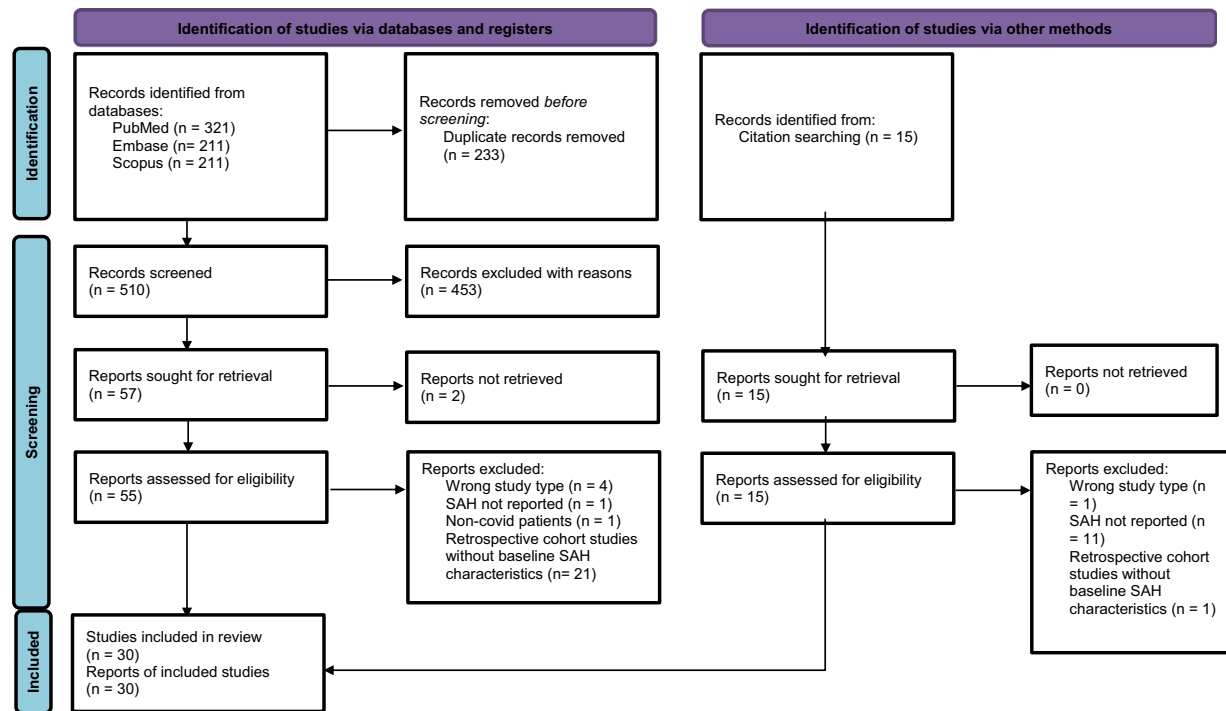 Identification of studies via databases and registers
Identification of studies via other methods
Identification
Records identified from
databases:
PubMed (n = 321)
Embase (n= 211)
Scopus (n = 211)
Records removed before
screening:
Duplicate records removed
(n = 233)
Records identified from:
Citation searching (n = 15)
Screening
Records screened
(n = 510)
Records excluded with reasons
(n = 453)
Reports sought for retrieval
(n = 57)
Reports not retrieved
(n = 2)
Reports sought for retrieval
(n = 15)
Reports not retrieved
(n = 0)
Reports assessed for eligibility
(n = 55)
Reports excluded:
Wrong study type (n = 4)
SAH not reported (n = 1)
Non-covid patients (n = 1)
Retrospective cohort studies
without baseline SAH
characteristics (n= 21)
Reports assessed for eligibility
(n = 15)
Reports excluded:
Wrong study type (n
= 1)
SAH not reported (n
= 11)
Retrospective cohort
studies without
baseline SAH
characteristics (n = 1)
Included
Studies included in review
(n = 30)
Reports of included studies
(n = 30)